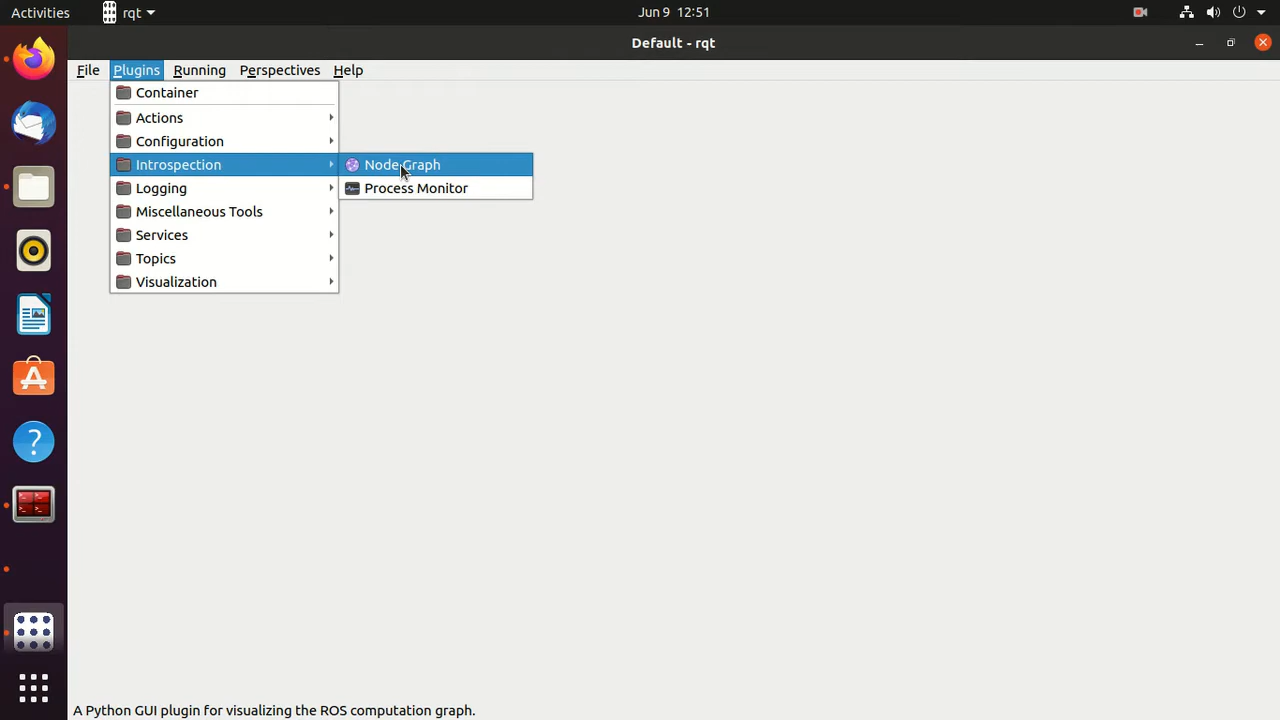 Activities
rqt
Jun 9 12:51
Default - rqt
File Plugins Running Perspectives Help
Container
Actions
Configuration
Introspection
Logging
Miscellaneous Tools
Services
Topics
Visualization
Node Graph
Process Monitor
A Python GUI plugin for visualizing the ROS computation graph.